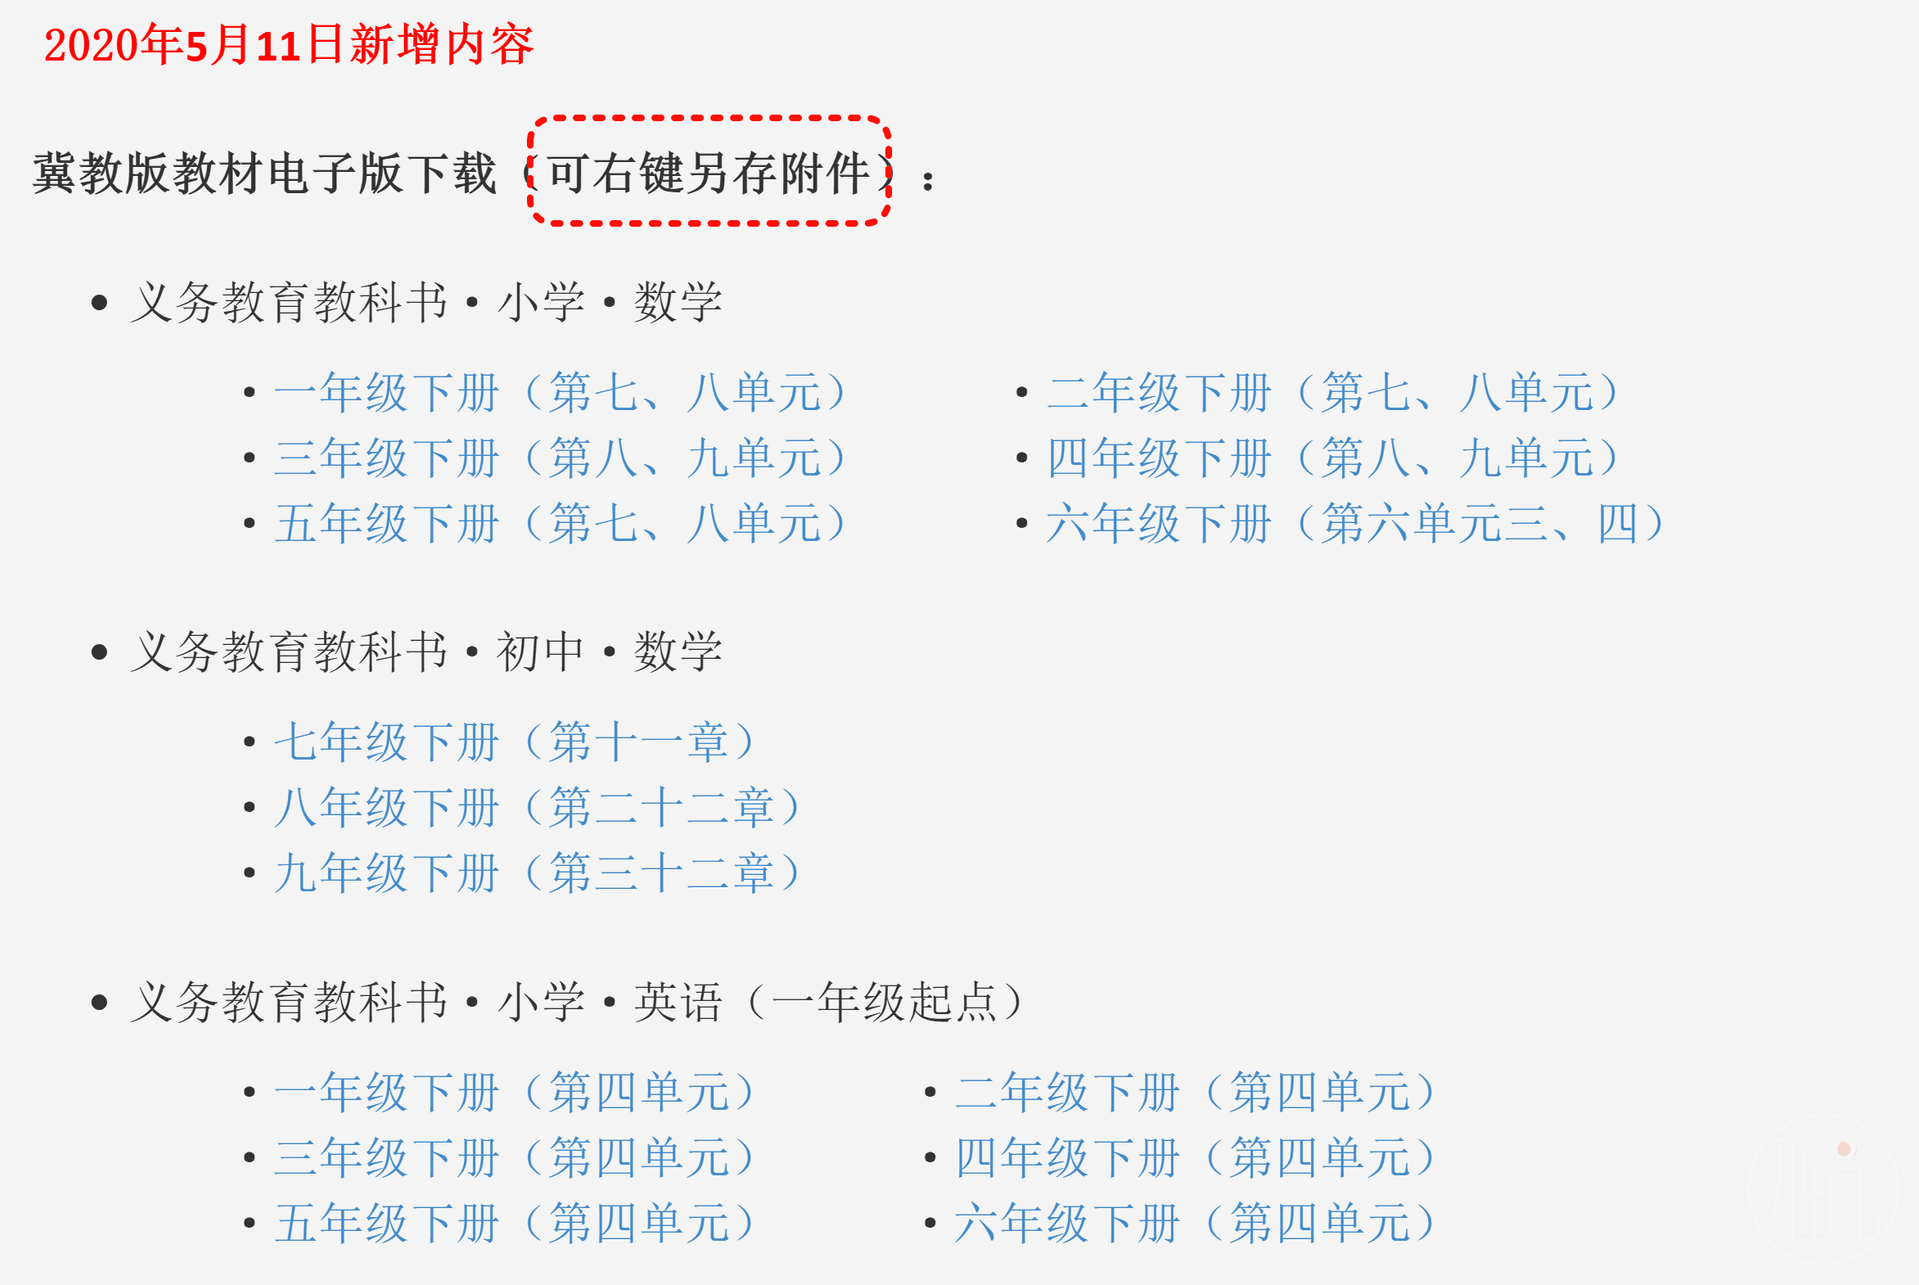 2020年5月11日新增内容
冀教版教材电子版下载（可右键另存附件）：
• 义务教育教科书•小学•数学
• 一年级下册（第七、八单元） • 二年级下册（第七、八单元）
• 三年级下册（第八、九单元） • 四年级下册（第八、九单元）
• 五年级下册（第七、八单元） • 六年级下册（第六单元三、四）
• 义务教育教科书•初中•数学
• 七年级下册（第十一章）
• 八年级下册（第二十二章）
• 九年级下册（第三十二章）
• 义务教育教科书•小学•英语（一年级起点）
• 一年级下册（第四单元） • 二年级下册（第四单元）
• 三年级下册（第四单元） • 四年级下册（第四单元）
• 五年级下册（第四单元） • 六年级下册（第四单元）